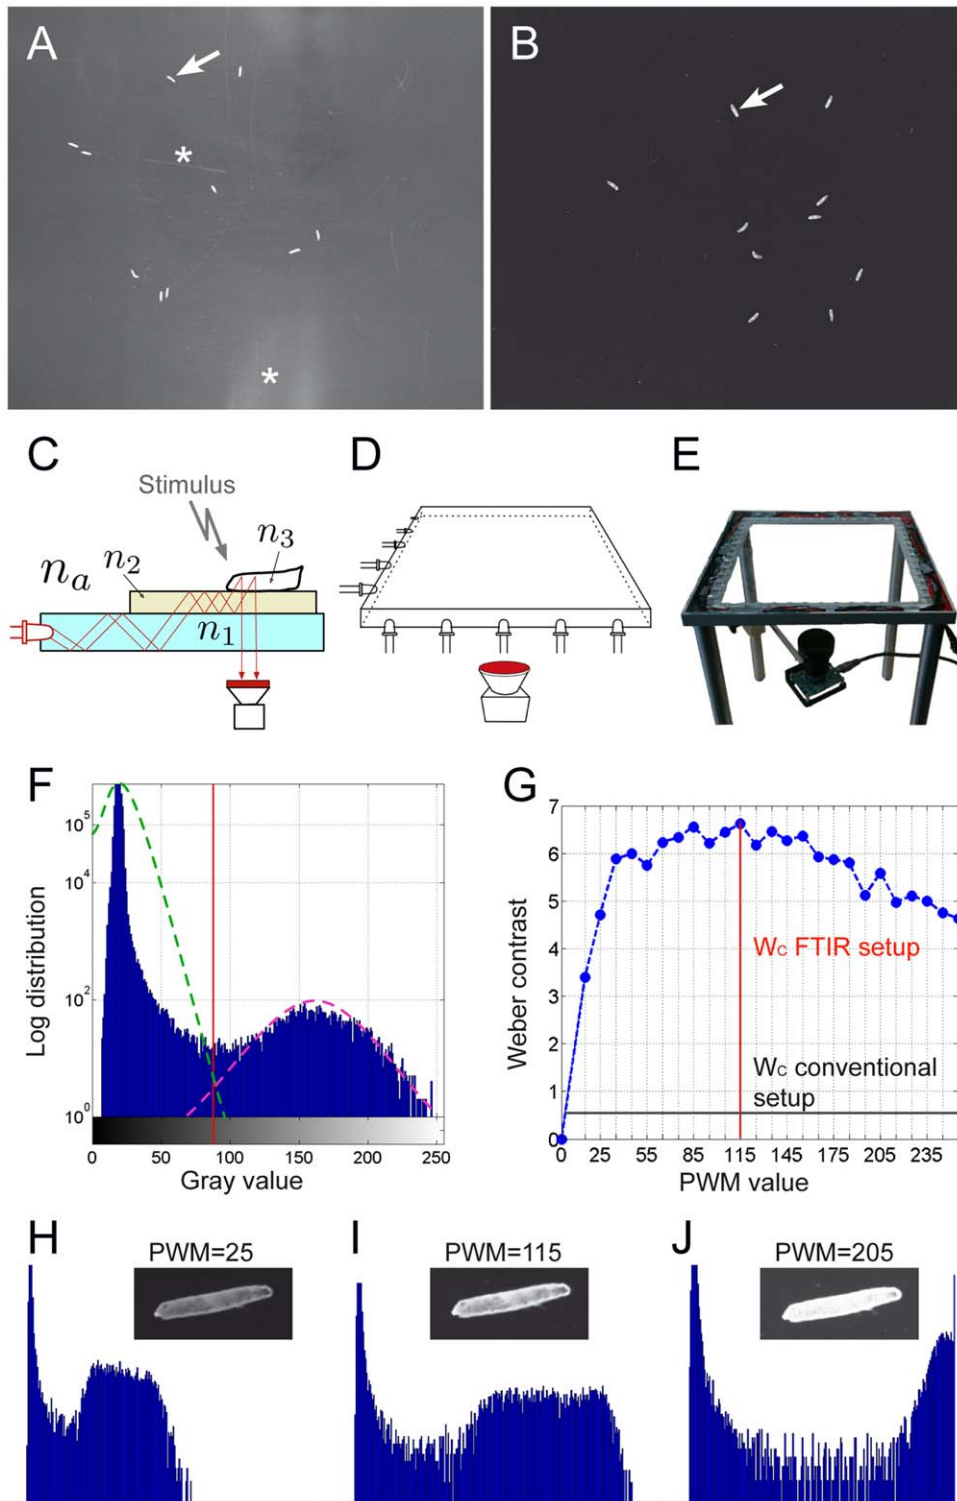 A
B
*
*
C
D
E
Stimulus
n3
na
n2
n1
F
10^5
10^4
10^2
10^0
Log distribution
0
50
100
150
200
250
Gray value
G
7
6
5
4
3
2
1
0
Weber contrast
Wc FTIR setup
Wc conventional
setup
0
25
55
85
115
145
175
205
235
PWM value
H
PWM=25
I
PWM=115
J
PWM=205